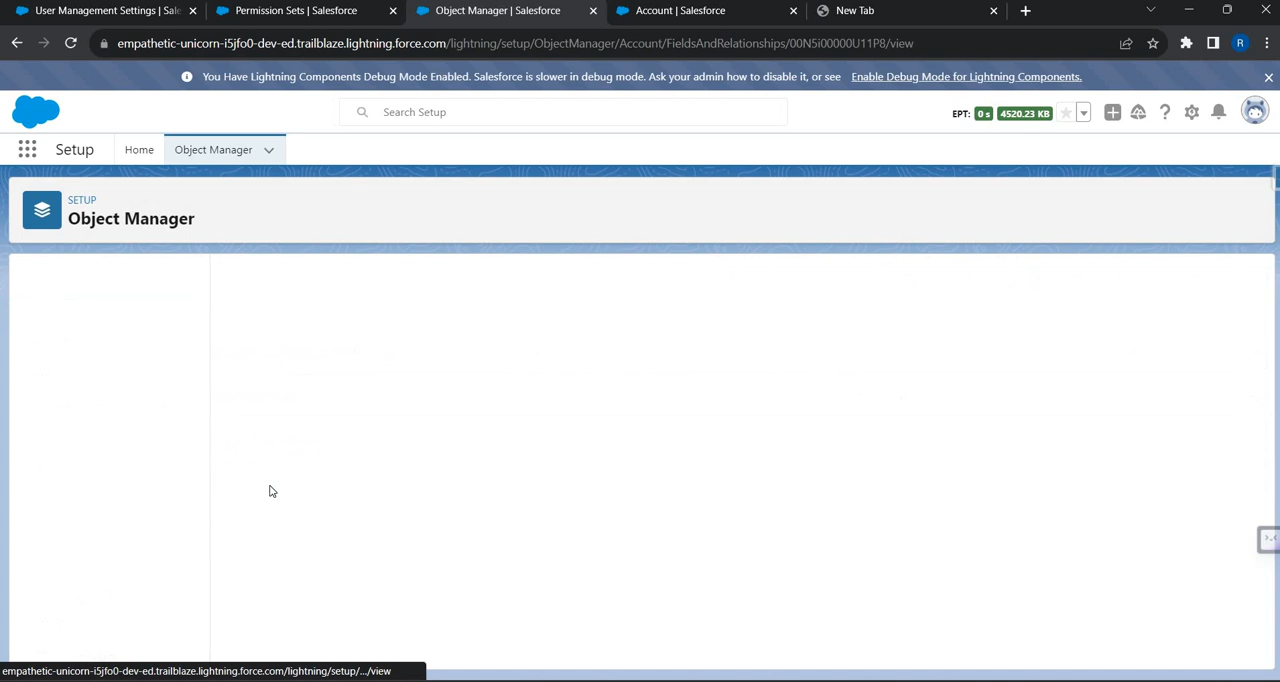 User Management Settings | Sale
Permission Sets | Salesforce
Object Manager | Salesforce
Account | Salesforce
New Tab
empathetic-unicorn-i5jfo0-dev-ed.trailblaze.lightning.force.com/lightning/setup/ObjectManager/Account/FieldsAndRelationships/00N5i00000U11P8/view
R
You Have Lightning Components Debug Mode Enabled. Salesforce is slower in debug mode. Ask your admin how to disable it, or see Enable Debug Mode for Lightning Components.
Search Setup
EPT: 0 s 4520.23 KB
Setup
Home
Object Manager
SETUP
Object Manager
empathetic-unicorn-i5jfo0-dev-ed.trailblaze.lightning.force.com/lightning/setup/.../view